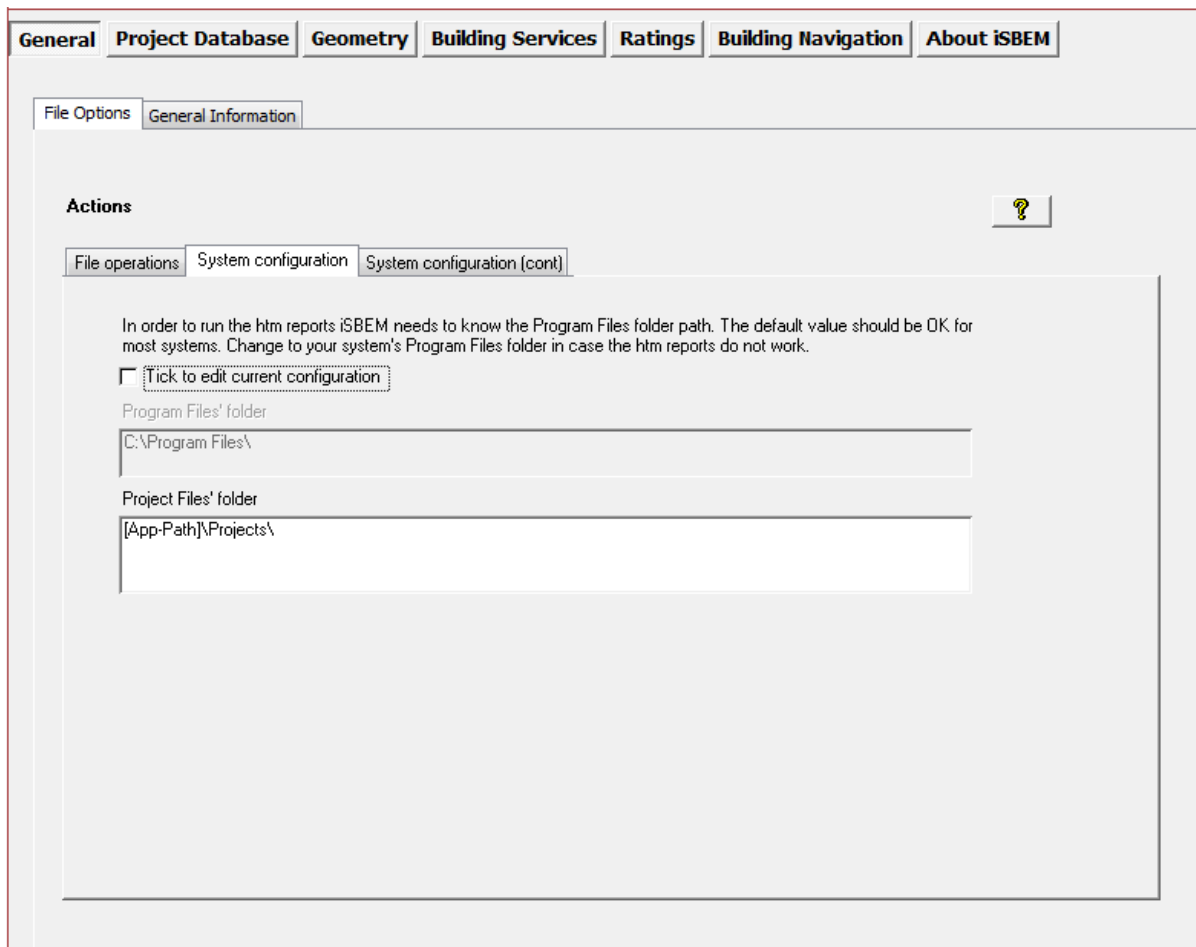 General Project Database Geometry Building Services Ratings Building Navigation About iSBEM
File Options General Information
Actions
?
File operations System configuration System configuration (cont)
In order to run the htm reports iSBEM needs to know the Program Files folder path. The default value should be OK for
most systems. Change to your system's Program Files folder in case the htm reports do not work.
Tick to edit current configuration
Program Files' folder
C:\Program Files\
Project Files' folder
[App-Path]\Projects\